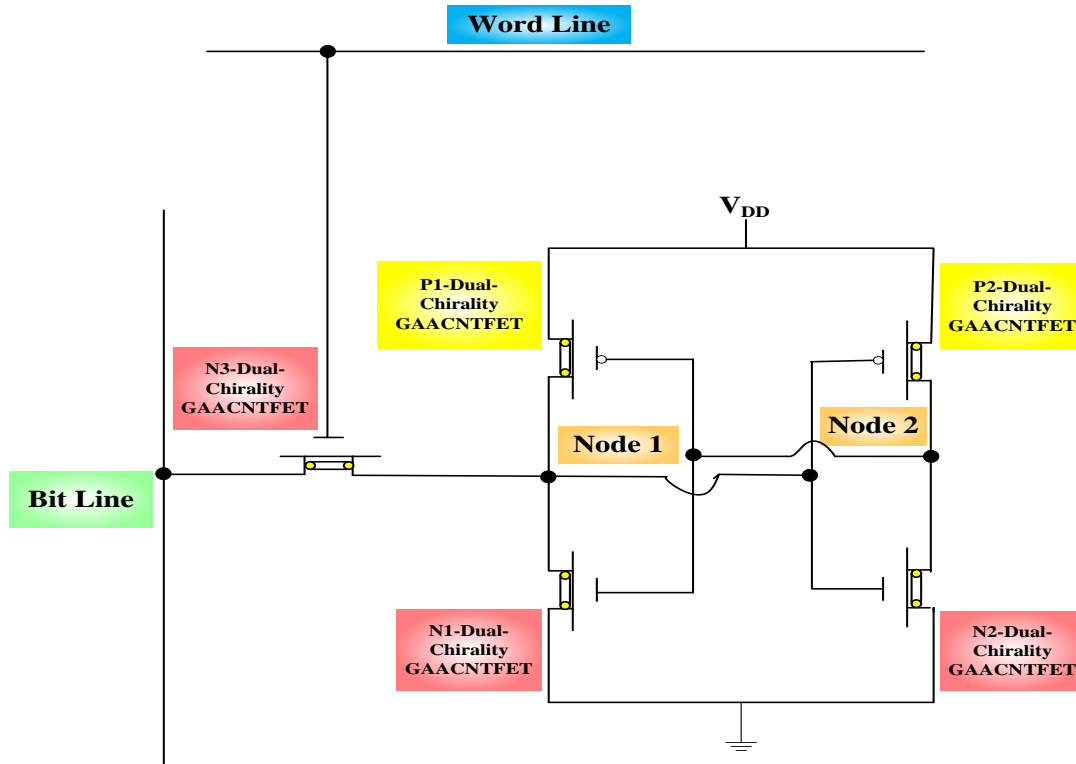 Word Line
V_DD
P1-Dual-
Chirality
GAACNTFET
P2-Dual-
Chirality
GAACNTFET
N3-Dual-
Chirality
GAACNTFET
Node 1
Node 2
Bit Line
N1-Dual-
Chirality
GAACNTFET
N2-Dual-
Chirality
GAACNTFET